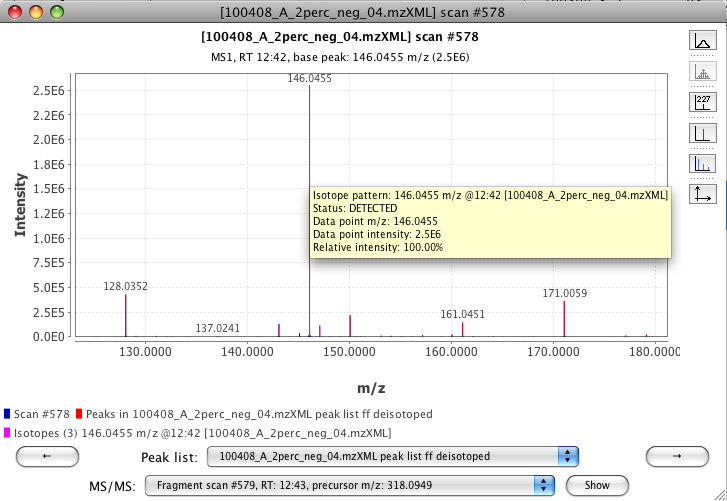 [100408_A_2perc_neg_04.mzXML] scan #578
[100408_A_2perc_neg_04.mzXML] scan #578
MS1, RT 12:42, base peak: 146.0455 m/z (2.5E6)
146.0455
2.5E6
2.2E6
2.0E6
1.8E6
1.5E6
1.2E6
1.0E6
7.5E5
5.0E5
2.5E5
0.0E0
Intensity
Isotope pattern: 146.0455 m/z @12:42 [100408_A_2perc_neg_04.mzXML]
Status: DETECTED
Data point m/z: 146.0455
Data point intensity: 2.5E6
Relative intensity: 100.00%
128.0352
137.0241
161.0451
171.0059
227
130.0000 140.0000 150.0000 160.0000 170.0000 180.0000
m/z
Scan #578 Peaks in 100408_A_2perc_neg_04.mzXML peak list ff deisotoped
Isotopes (3) 146.0455 m/z @12:42 [100408_A_2perc_neg_04.mzXML]
Peak list: 100408_A_2perc_neg_04.mzXML peak list ff deisotoped
MS/MS: Fragment scan #579, RT: 12:43, precursor m/z: 318.0949 Show